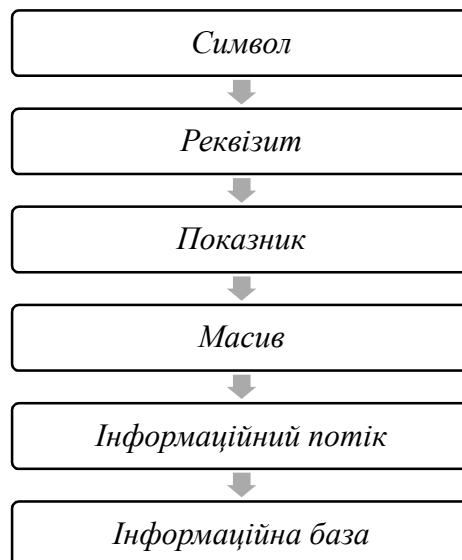 Символ
Реквізит
Показник
Масив
Інформаційний потік
Інформаційна база